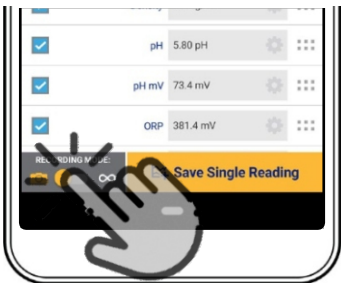 pH 5.80 pH
pH mV 73.4 mV
ORP 381.4 mV
RECORDING MODE:
Save Single Reading